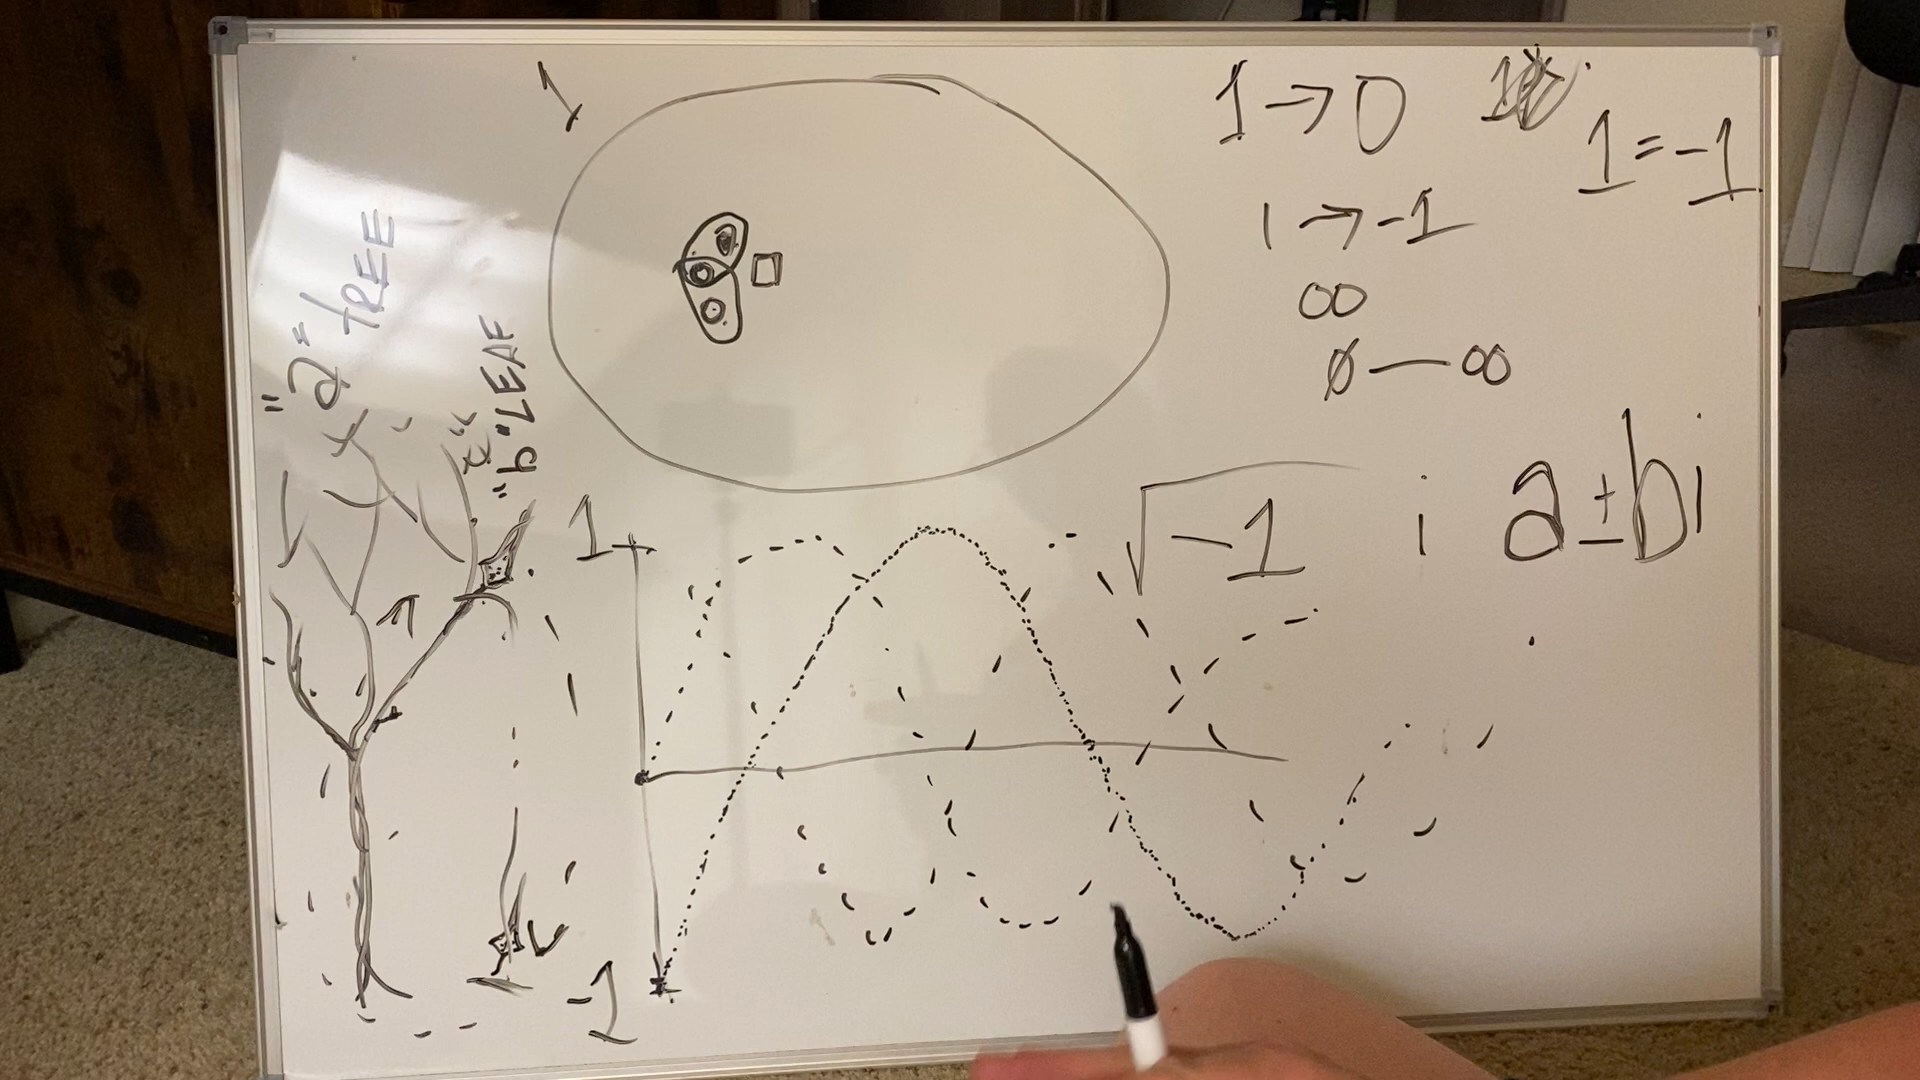 1
1→0
1=-1
1→-1
∞
∅—∞
"a" tREE
"b" LEAF
√-1 i a±bi
1
-1